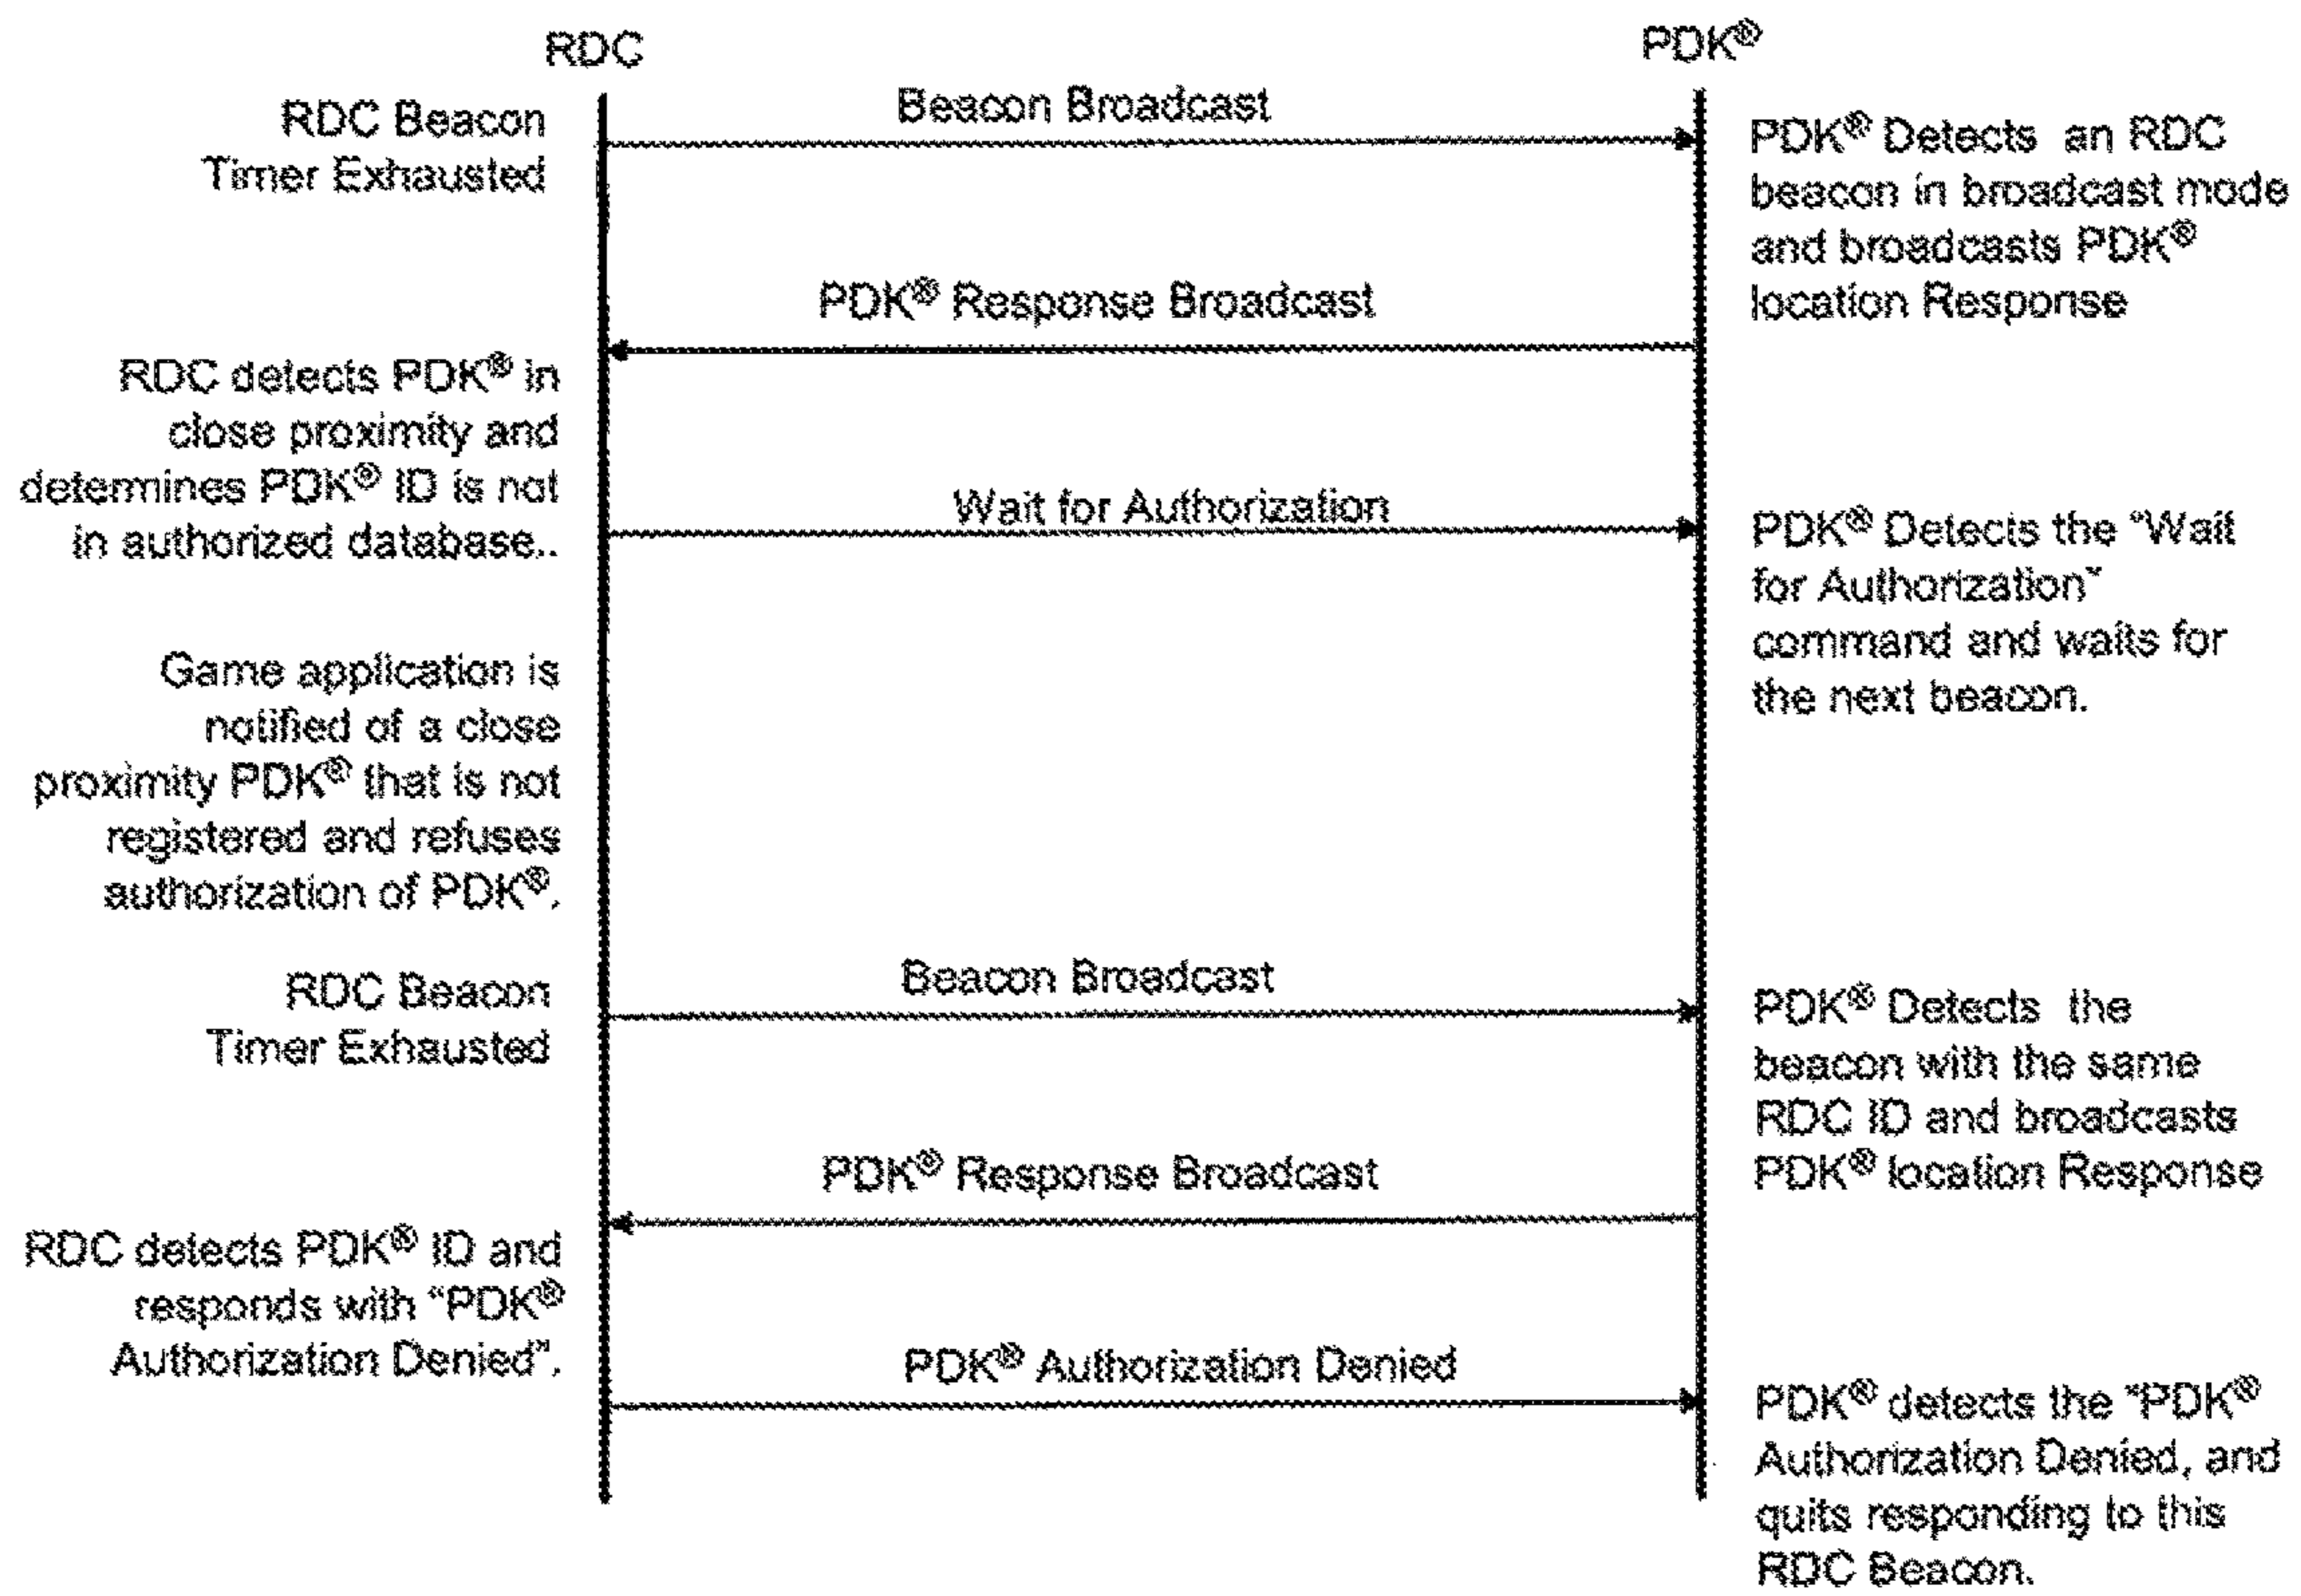 RDC
PDK®
RDC Beacon
Timer Exhausted
Beacon Broadcast
PDK® Detects an RDC
beacon in broadcast mode
and broadcasts PDK®
location Response
PDK® Response Broadcast
RDC detects PDK® in
close proximity and
determines PDK® ID is not
in authorized database..
Wait for Authorization
PDK® Detects the "Wait
for Authorization"
command and waits for
the next beacon.
Game application is
notified of a close
proximity PDK® that is not
registered and refuses
authorization of PDK®.
RDC Beacon
Timer Exhausted
Beacon Broadcast
PDK® Detects the
beacon with the same
RDC ID and broadcasts
PDK® location Response
PDK® Response Broadcast
RDC detects PDK® ID and
responds with "PDK®
Authorization Denied".
PDK® Authorization Denied
PDK® detects the "PDK®
Authorization Denied, and
quits responding to this
RDC Beacon.